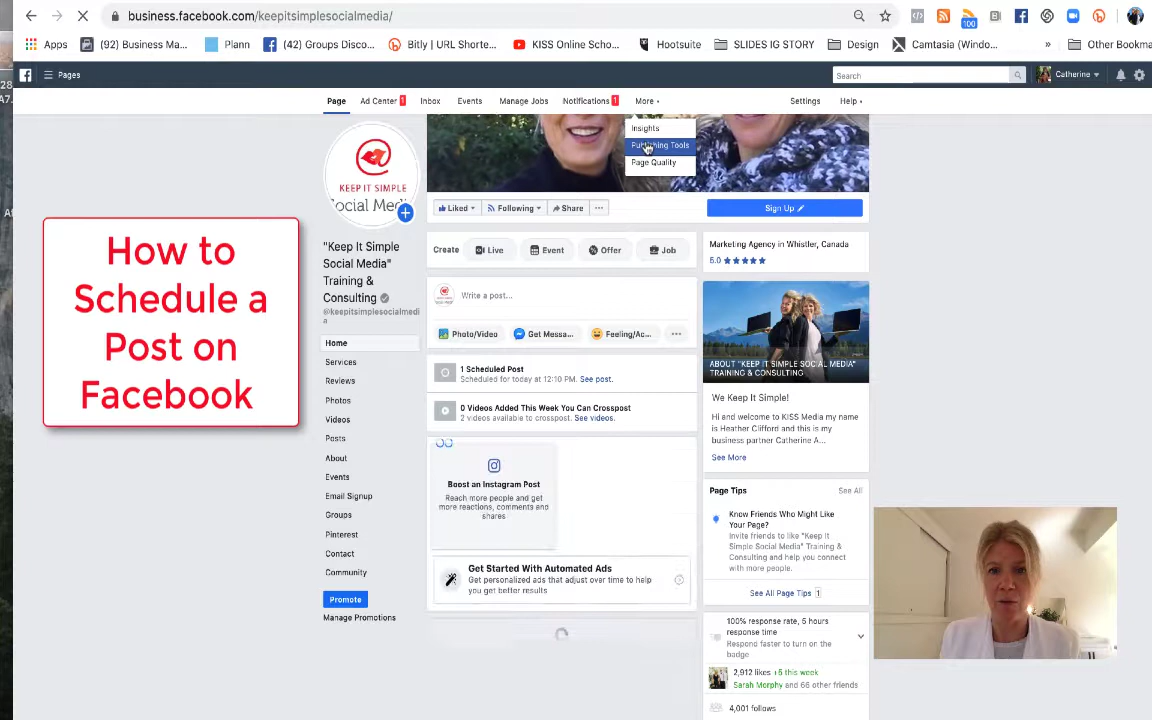 business.facebook.com/keepitsimplesocialmedia/
100
Apps
(92) Business Ma...
Plann
(42) Groups Disco...
Bitly | URL Shorte...
KISS Online Scho...
Hootsuite
SLIDES IG STORY
Design
Camtasia (Windo...
»
Other Bookma
Pages
Search
Catherine
Page
Ad Center 1
Inbox
Events
Manage Jobs
Notifications 1
More
Settings
Help
Insights
Publishing Tools
Page Quality
KEEP IT SIMPLE
Social Med
Liked
Following
Share
...
Sign Up
How to
Schedule a
Post on
Facebook
"Keep It Simple
Social Media"
Training &
Consulting
@keepitsimplesocialmedi
a
Home
Services
Reviews
Photos
Videos
Posts
About
Events
Email Signup
Groups
Pinterest
Contact
Community
Promote
Manage Promotions
Create
Live
Event
Offer
Job
Write a post...
Photo/Video
Get Messa...
Feeling/Ac...
...
1 Scheduled Post
Scheduled for today at 12:10 PM. See post.
0 Videos Added This Week You Can Crosspost
2 videos available to crosspost. See videos.
Boost an Instagram Post
Reach more people and get
more reactions, comments and
shares
Get Started With Automated Ads
Get personalized ads that adjust over time to help
you get better results
Marketing Agency in Whistler, Canada
5.0 ★★★★★
ABOUT "KEEP IT SIMPLE SOCIAL MEDIA"
TRAINING & CONSULTING
We Keep It Simple!
Hi and welcome to KISS Media my name
is Heather Clifford and this is my
business partner Catherine A...
See More
Page Tips
See All
Know Friends Who Might Like
Your Page?
Invite friends to like "Keep It
Simple Social Media" Training &
Consulting and help you connect
with more people.
See All Page Tips 1
100% response rate, 5 hours
response time
Respond faster to turn on the
badge
2,912 likes +5 this week
Sarah Morphy and 66 other friends
4,001 follows